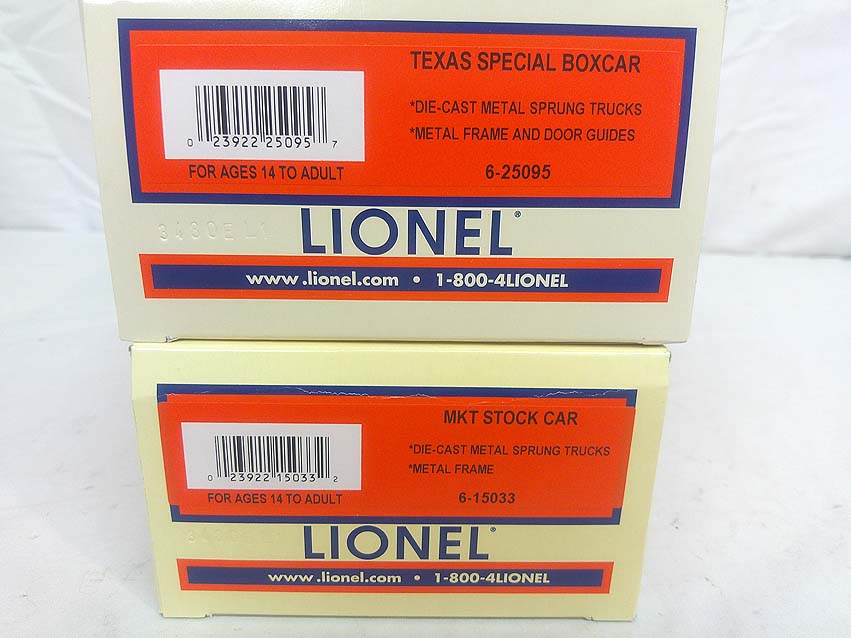 TEXAS SPECIAL BOXCAR
*DIE-CAST METAL SPRUNG TRUCKS
*METAL FRAME AND DOOR GUIDES
0 23922 25095 7
FOR AGES 14 TO ADULT
6-25095
LIONEL®
www.lionel.com • 1-800-4LIONEL
MKT STOCK CAR
*DIE-CAST METAL SPRUNG TRUCKS
*METAL FRAME
0 23922 15033 2
FOR AGES 14 TO ADULT
6-15033
LIONEL®
www.lionel.com • 1-800-4LIONEL